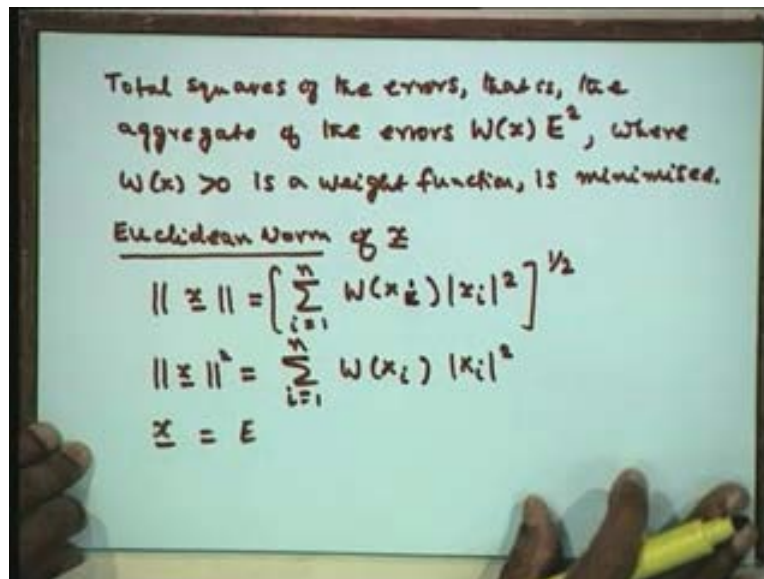 Total squares of the errors, that is, the
aggregate of the errors W(x) E², where
W(x) >0 is a weight function, is minimised.
Euclidean Norm of x
|| x || = [ Σ_{i=1}^{n} W(x_i) |x_i|² ]^{1/2}
|| x ||² = Σ_{i=1}^{n} W(x_i) |x_i|²
x = E